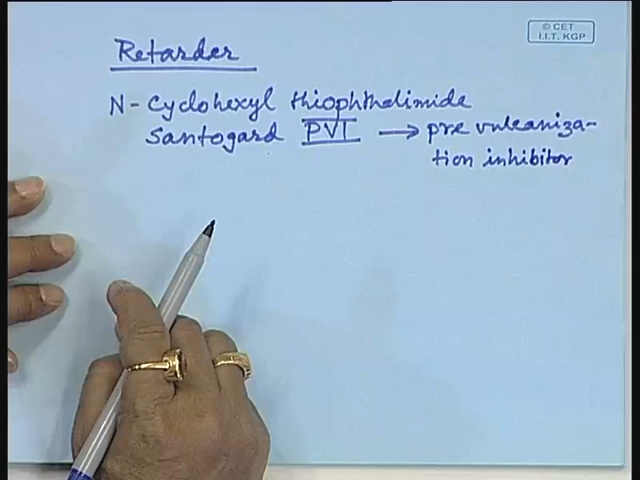 © CET
I.I.T. KGP
Retarder
N-Cyclohexyl thiophthalimide
Santogard PVI → pre vulcaniza-
tion inhibitor